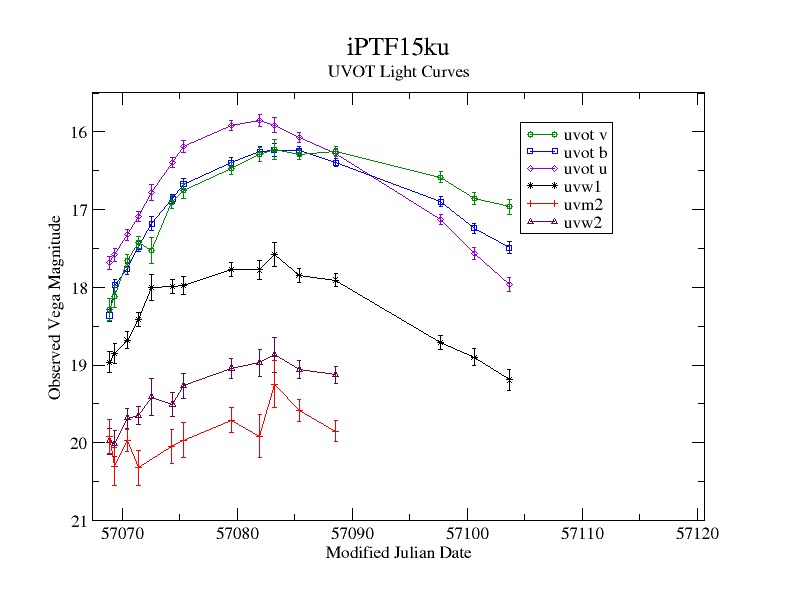 iPTF15ku
UVOT Light Curves
Observed Vega Magnitude
16
17
18
19
20
21
uvot v
uvot b
uvot u
uvw1
uvm2
uvw2
57070 57080 57090 57100 57110 57120
Modified Julian Date